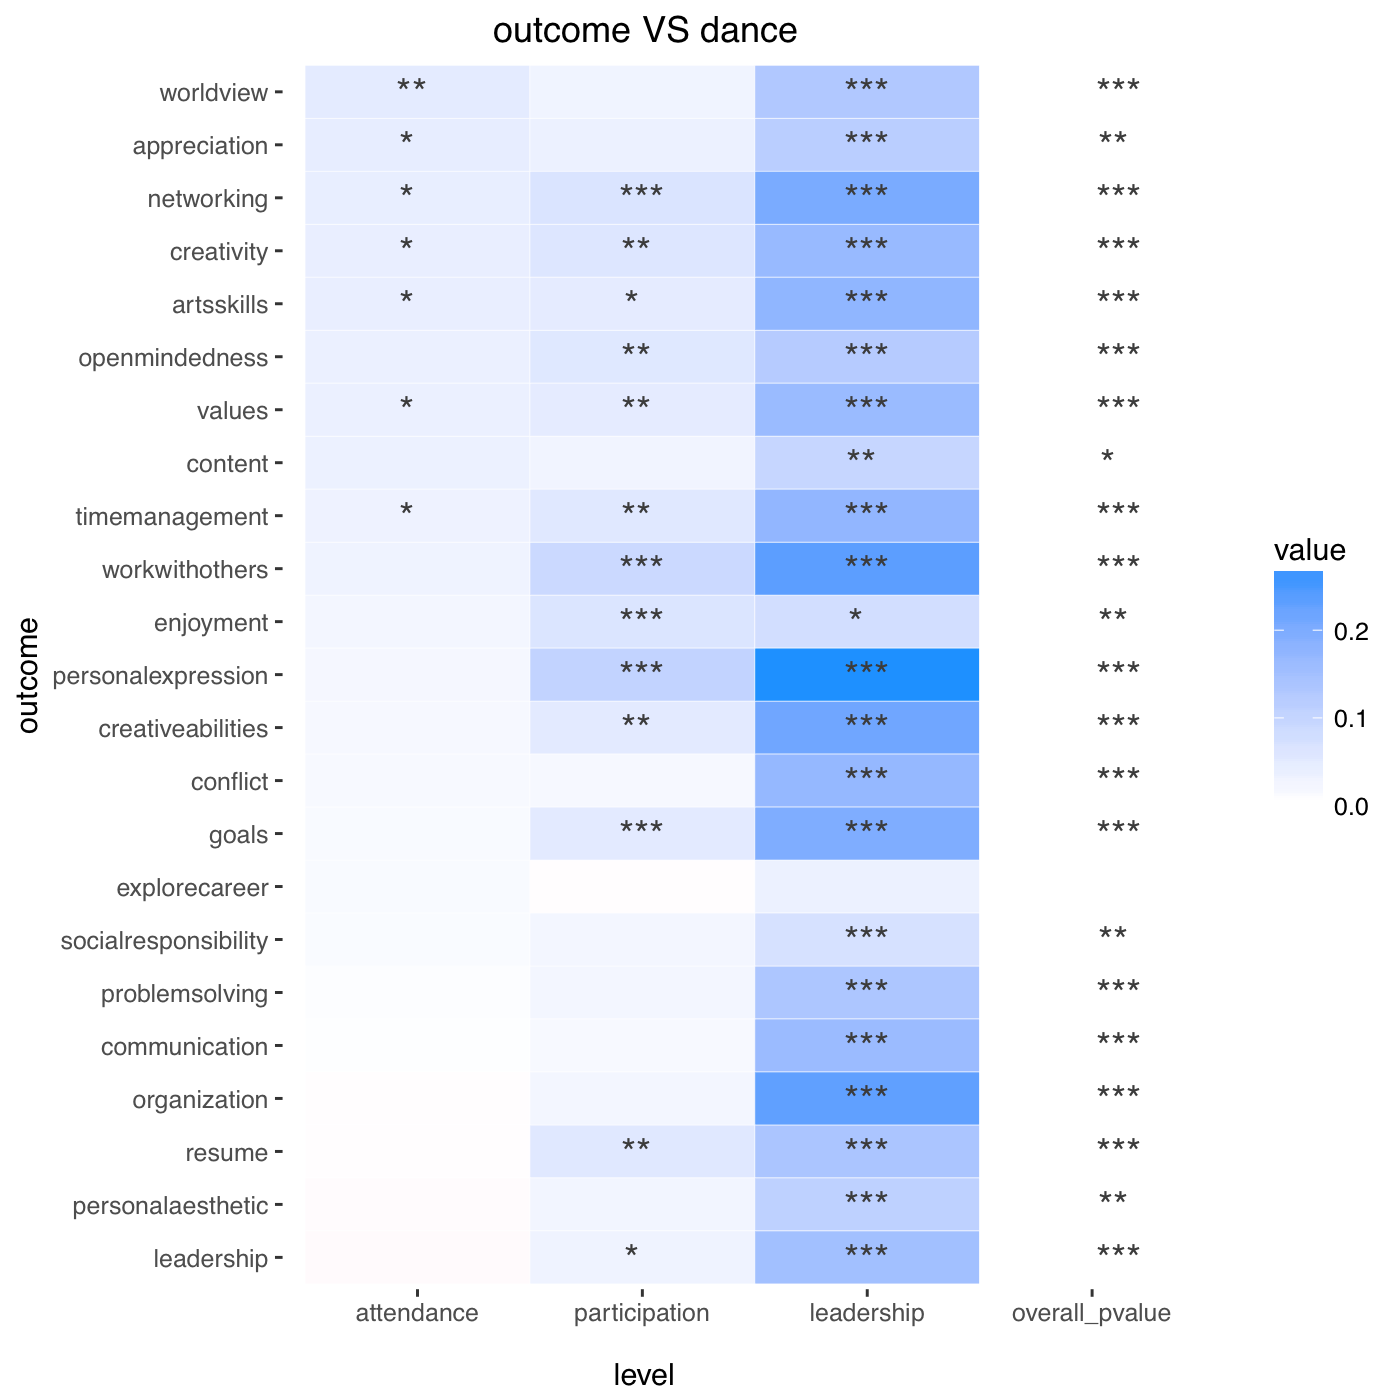 outcome VS dance
worldview ** *** ***
appreciation * *** **
networking * *** *** ***
creativity * ** *** ***
artsskills * * *** ***
openmindedness ** *** ***
values * ** *** ***
content ** *
timemanagement * ** *** ***
workwithothers *** *** ***
enjoyment *** * **
personalexpression *** *** ***
creativeabilities ** *** ***
conflict *** ***
goals *** *** ***
explorecareer
socialresponsibility *** **
problemsolving *** ***
communication *** ***
organization *** ***
resume ** *** ***
personalaesthetic *** **
leadership * *** ***
attendance participation leadership overall_pvalue
level
outcome
value
0.2
0.1
0.0